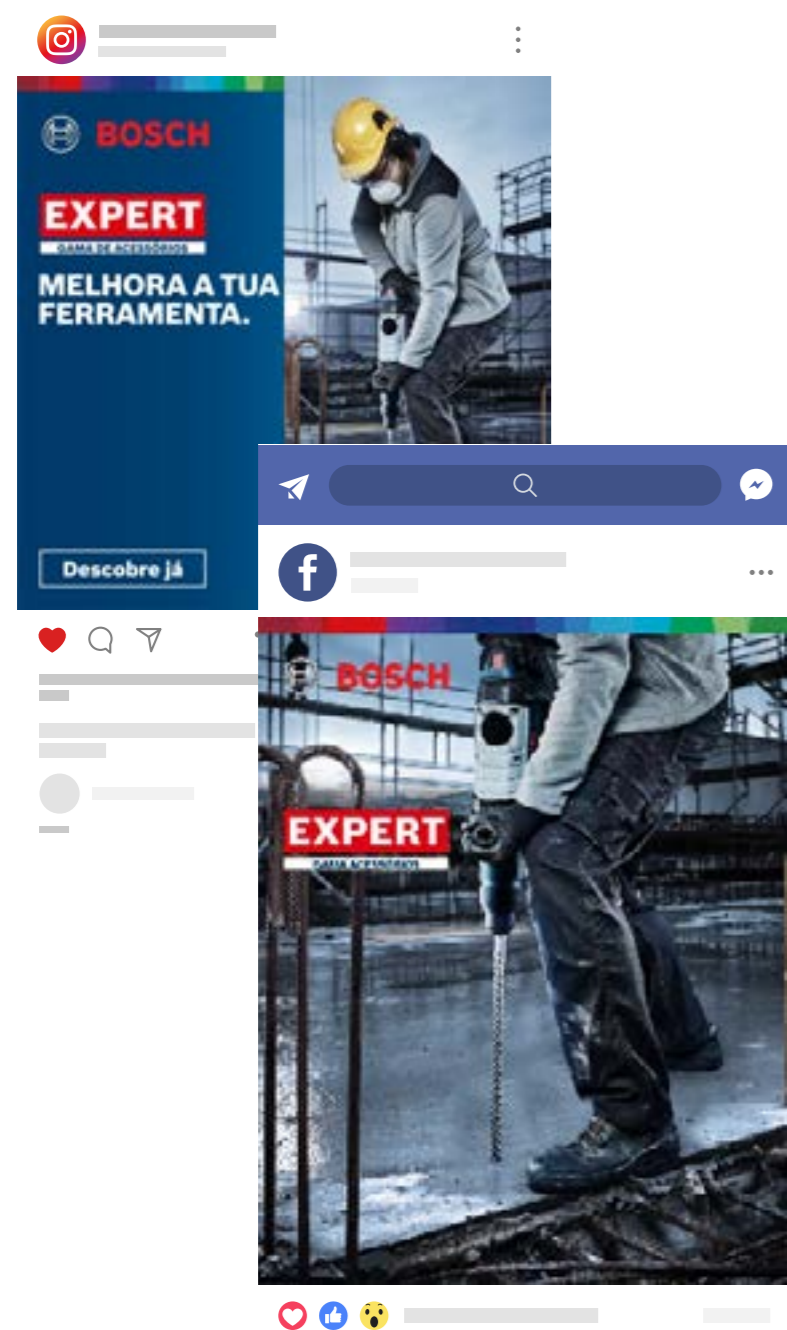 BOSCH
EXPERT
GAMA DE ACESSÓRIOS
MELHORA A TUA
FERRAMENTA.
Descobre já
BOSCH
EXPERT
GAMA ACESSÓRIOS